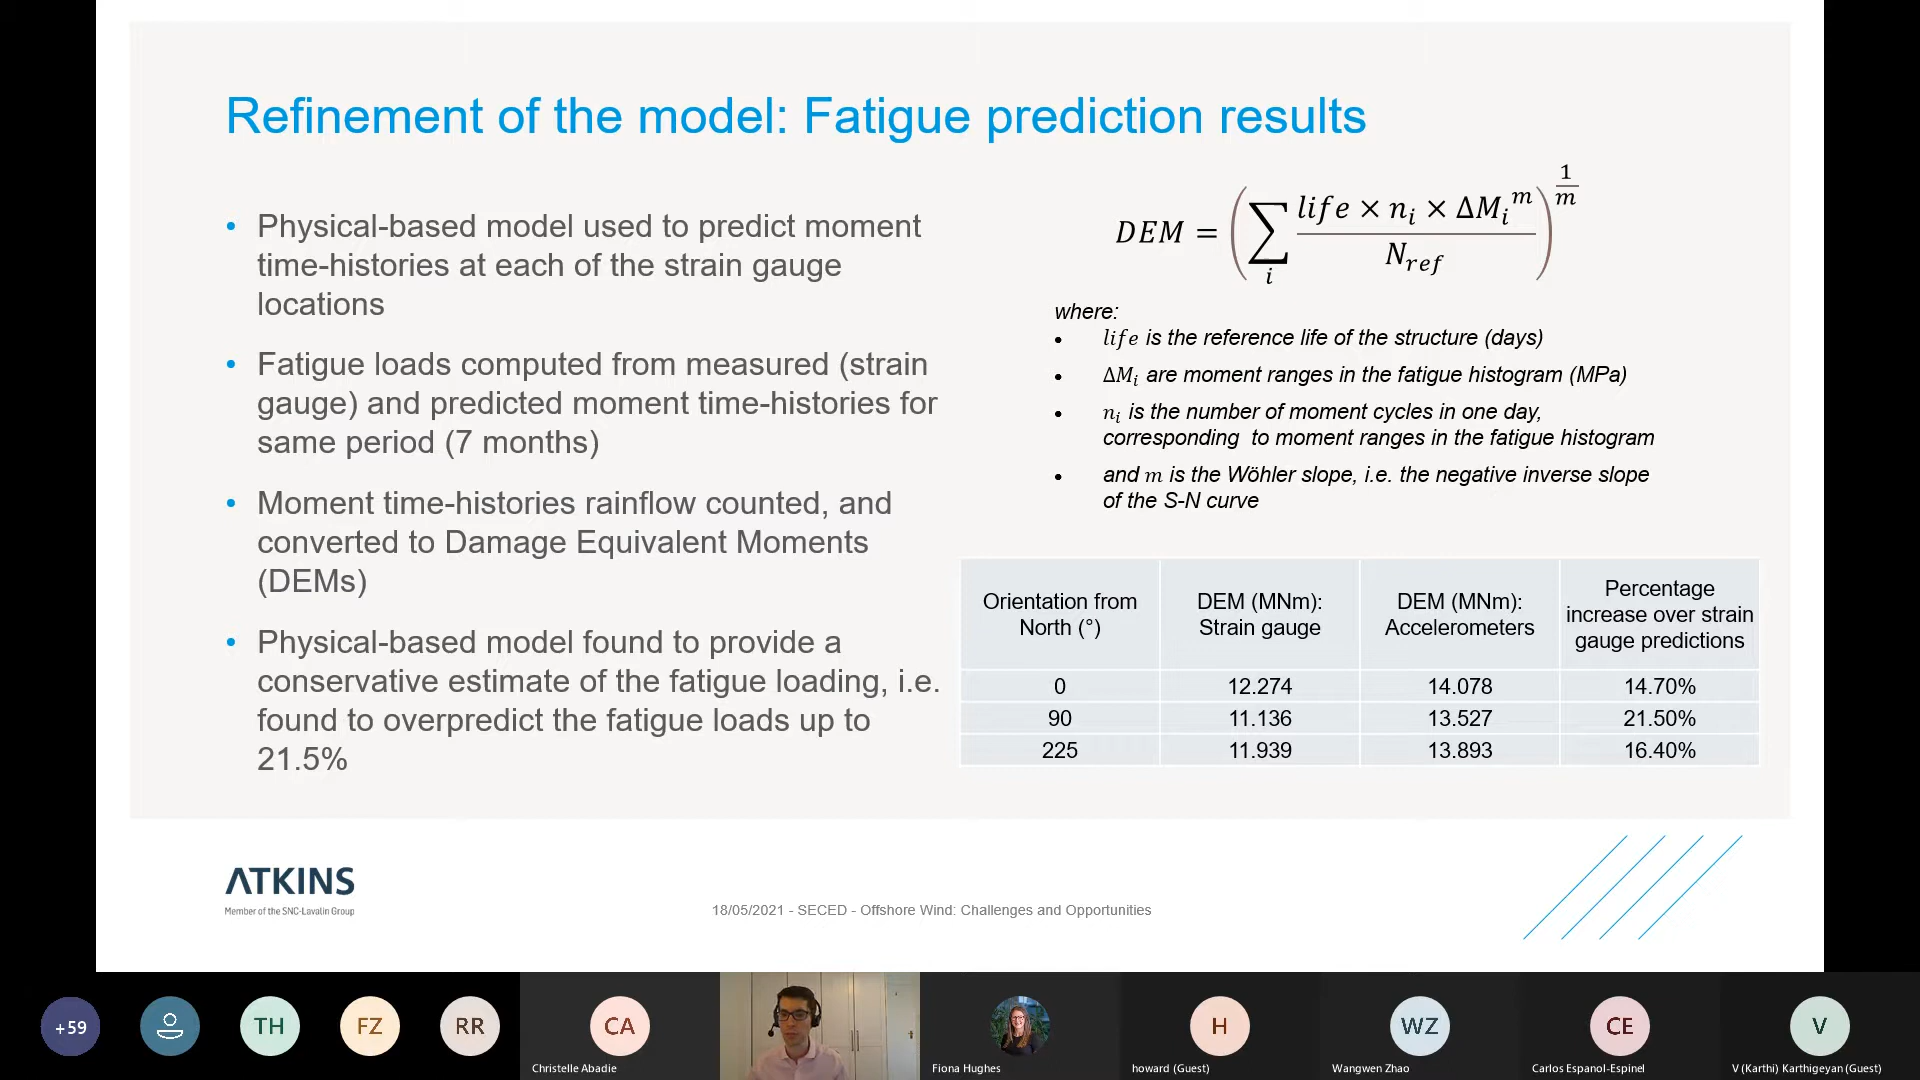 Refinement of the model: Fatigue prediction results
• Physical-based model used to predict moment
time-histories at each of the strain gauge
locations
• Fatigue loads computed from measured (strain
gauge) and predicted moment time-histories for
same period (7 months)
• Moment time-histories rainflow counted, and
converted to Damage Equivalent Moments
(DEMs)
• Physical-based model found to provide a
conservative estimate of the fatigue loading, i.e.
found to overpredict the fatigue loads up to
21.5%
DEM = (∑_i (life × n_i × ΔM_i^m) / N_ref)^(1/m)
where:
• life is the reference life of the structure (days)
• ΔM_i are moment ranges in the fatigue histogram (MPa)
• n_i is the number of moment cycles in one day,
corresponding to moment ranges in the fatigue histogram
• and m is the Wöhler slope, i.e. the negative inverse slope
of the S-N curve
Orientation from North (°) DEM (MNm): Strain gauge DEM (MNm): Accelerometers Percentage increase over strain gauge predictions
0 12.274 14.078 14.70%
90 11.136 13.527 21.50%
225 11.939 13.893 16.40%
ATKINS
Member of the SNC-Lavalin Group
18/05/2021 - SECED - Offshore Wind: Challenges and Opportunities
+59 TH FZ RR CA H WZ CE V
Christelle Abadie Fiona Hughes howard (Guest) Wangwen Zhao Carlos Espanol-Espinel V (Karthi) Karthigeyan (Guest)